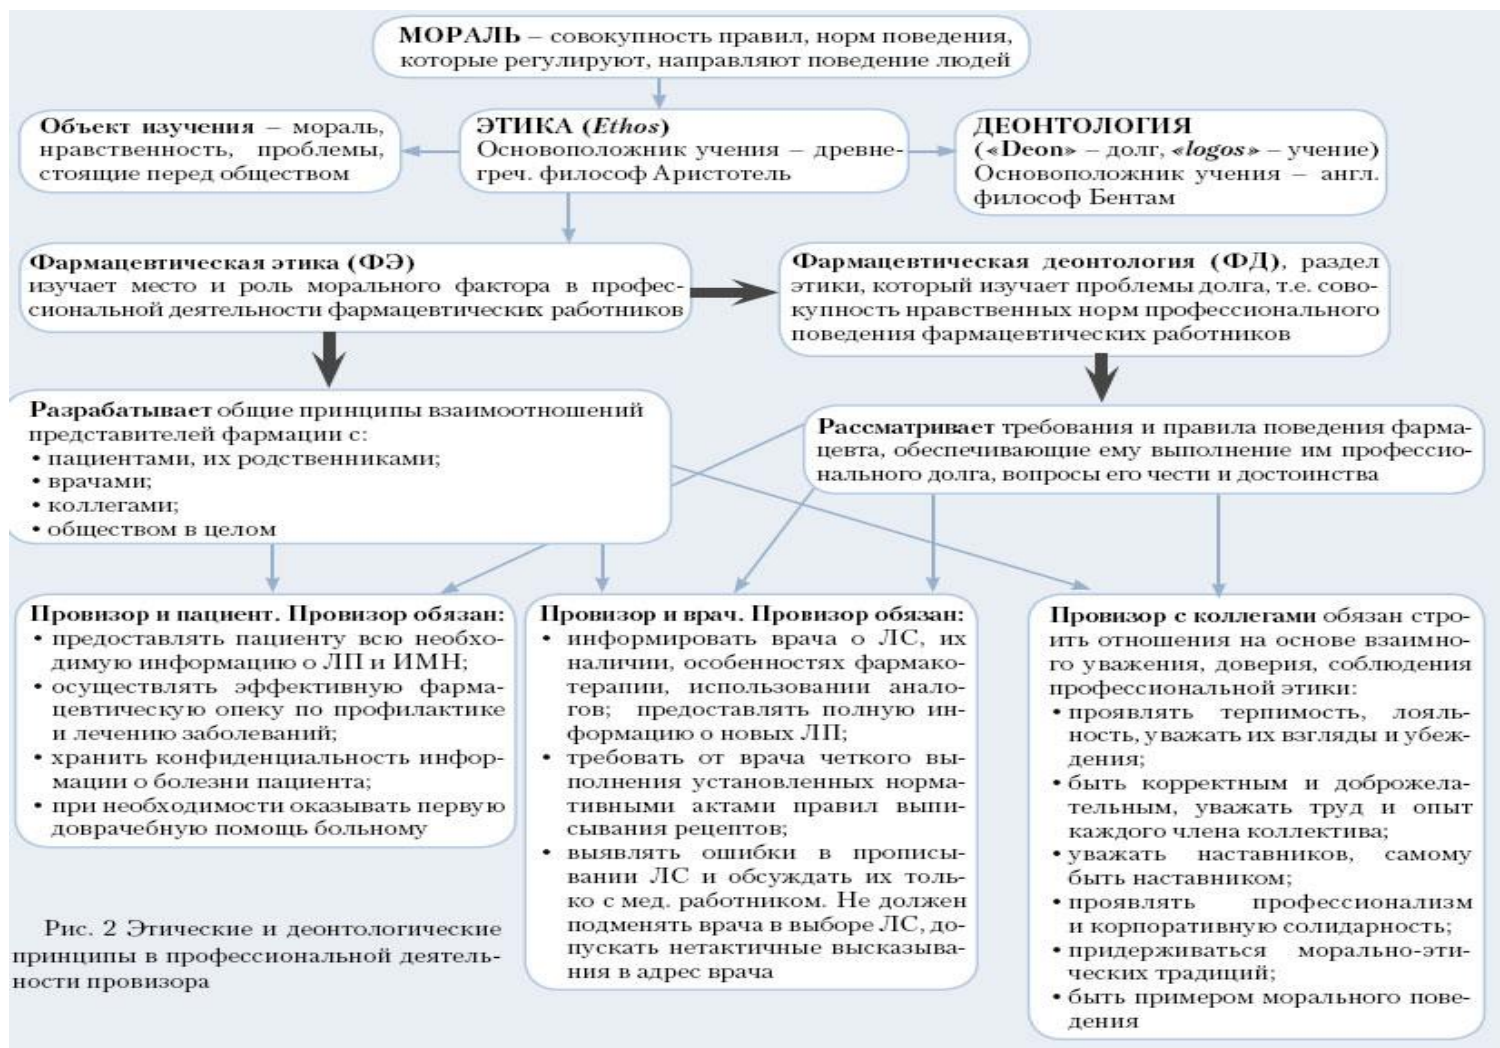 МОРАЛЬ – совокупность правил, норм поведения,
которые регулируют, направляют поведение людей
Объект изучения – мораль,
нравственность, проблемы,
стоящие перед обществом
ЭТИКА (Ethos)
Основоположник учения – древне-
греч. философ Аристотель
ДЕОНТОЛОГИЯ
(«Deon» – долг, «logos» – учение)
Основоположник учения – англ.
философ Бентам
Фармацевтическая этика (ФЭ)
изучает место и роль морального фактора в профес-
сиональной деятельности фармацевтических работников
Фармацевтическая деонтология (ФД), раздел
этики, который изучает проблемы долга, т.е. сово-
купность нравственных норм профессионального
поведения фармацевтических работников
Разрабатывает общие принципы взаимоотношений
представителей фармации с:
• пациентами, их родственниками;
• врачами;
• коллегами;
• обществом в целом
Рассматривает требования и правила поведения фарма-
цевта, обеспечивающие ему выполнение им профессио-
нального долга, вопросы его чести и достоинства
Провизор и пациент. Провизор обязан:
• предоставлять пациенту всю необхо-
димую информацию о ЛП и ИМН;
• осуществлять эффективную фарма-
цевтическую опеку по профилактике
и лечению заболеваний;
• хранить конфиденциальность инфор-
мации о болезни пациента;
• при необходимости оказывать первую
доврачебную помощь больному
Провизор и врач. Провизор обязан:
• информировать врача о ЛС, их
наличии, особенностях фармако-
терапии, использовании анало-
гов; предоставлять полную ин-
формацию о новых ЛП;
• требовать от врача четкого вы-
полнения установленных норма-
тивными актами правил выпи-
сывания рецептов;
• выявлять ошибки в прописы-
вании ЛС и обсуждать их толь-
ко с мед. работником. Не должен
подменять врача в выборе ЛС, до-
пускать нетактичные высказыва-
ния в адрес врача
Провизор с коллегами обязан стро-
ить отношения на основе взаимно-
го уважения, доверия, соблюдения
профессиональной этики:
• проявлять терпимость, лояль-
ность, уважать их взгляды и убеж-
дения;
• быть корректным и доброжела-
тельным, уважать труд и опыт
каждого члена коллектива;
• уважать наставников, самому
быть наставником;
• проявлять профессионализм
и корпоративную солидарность;
• придерживаться морально-эти-
ческих традиций;
• быть примером морального пове-
дения
Рис. 2 Этические и деонтологические
принципы в профессиональной деятель-
ности провизора